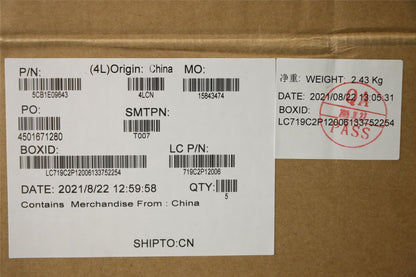 P/N: (4L)Origin: China MO:
5CB1E09643 4LCN 15843474
PO: SMTPN:
4501671280 T007
BOXID: LC P/N:
LC719C2P12006133752254 719C2P12006
DATE: 2021/8/22 12:59:58 QTY:
5
Contains Merchandise From : China
SHIPTO:CN
净重: WEIGHT: 2.43 Kg
DATE: 2021/08/22 13:05:31
BOXID:
LC719C2P12006133752254
QA
PASS